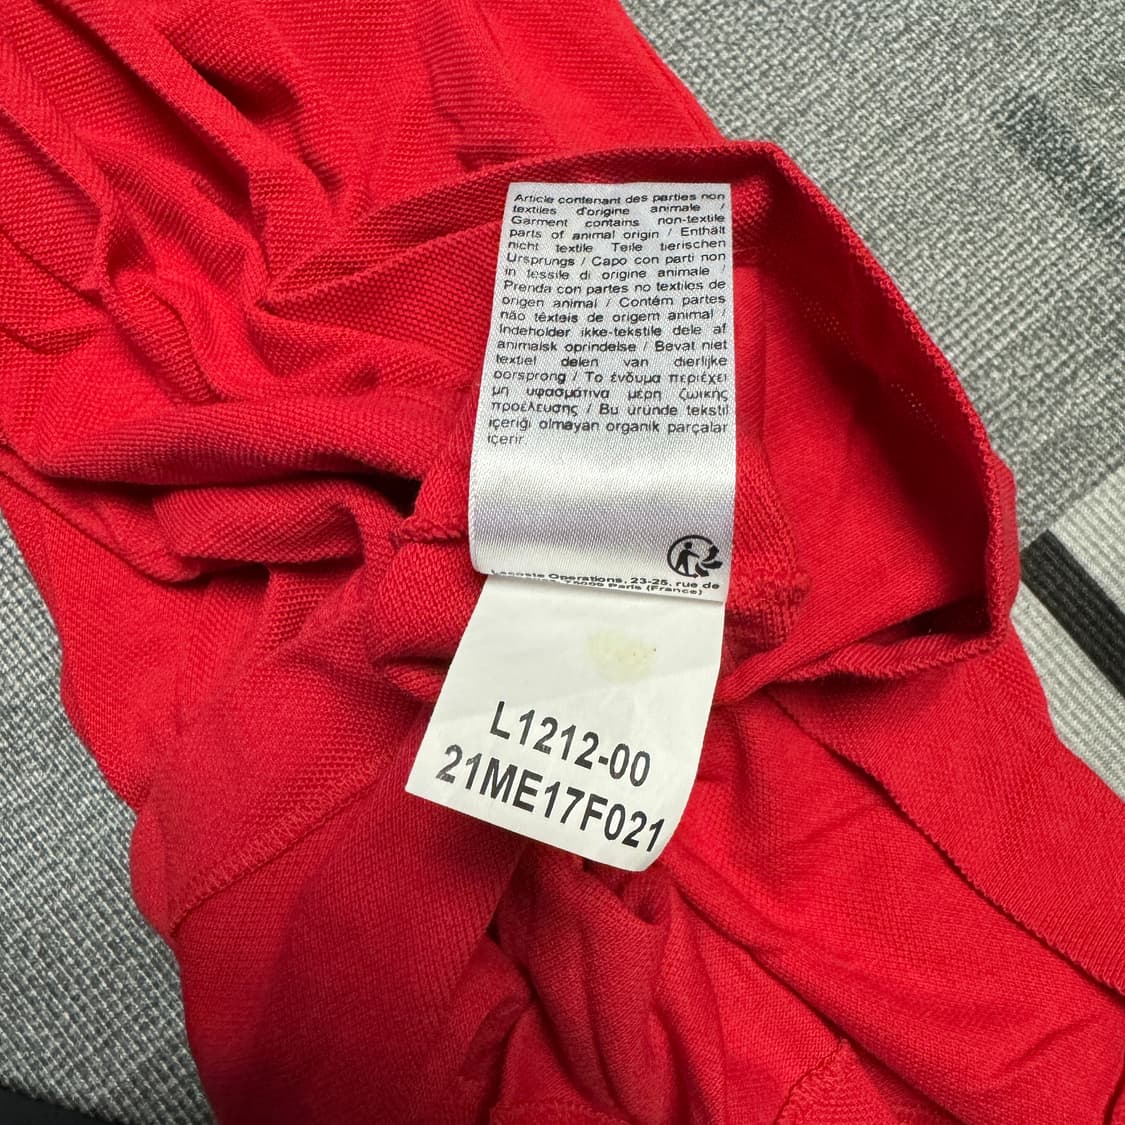 Article contenant des parties non
textiles d'origine animale /
Garment contains non-textile
parts of animal origin / Enthält
nicht textile Teile tierischen
Ursprungs / Capo con parti non
in tessile di origine animale /
Prenda con partes no textiles de
origen animal / Contém partes
não têxteis de origem animal /
Indeholder ikke-tekstile dele af
animalsk oprindelse / Bevat niet
textiel delen van dierlijke
oorsprong / Το ένδυμα περιέχει
μη υφασμάτινα μέρη ζωικής
προέλευσης / Bu üründe tekstil
içeriği olmayan organik parçalar
içerir
Lacoste Operations, 23-25, rue de
Paris (France)
L1212-00
21ME17F021